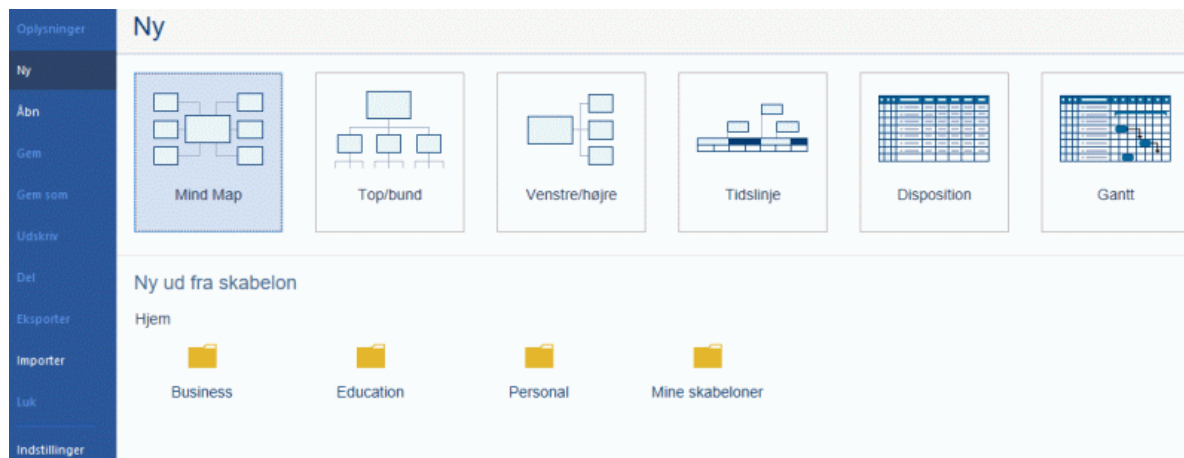 Oplysninger
Ny
Åbn
Gem
Gem som
Udskriv
Del
Eksporter
Importer
Luk
Indstillinger
Ny
Mind Map
Top/bund
Venstre/højre
Tidslinje
Disposition
Gantt
Ny ud fra skabelon
Hjem
Business
Education
Personal
Mine skabeloner